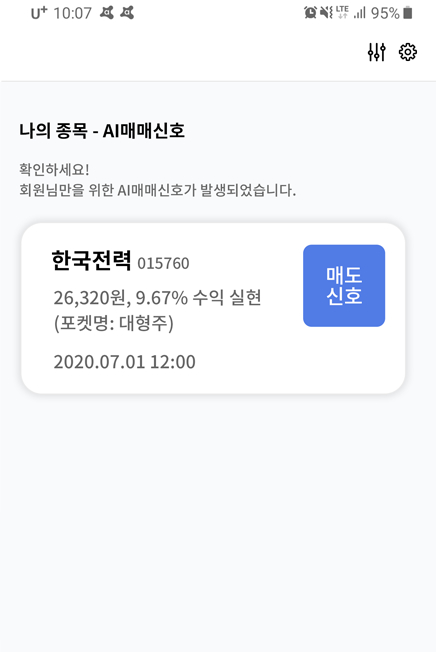 U+ 10:07 LTE 95%
나의 종목 - AI매매신호
확인하세요!
회원님만을 위한 AI매매신호가 발생되었습니다.
한국전력 015760
26,320원, 9.67% 수익 실현
(포켓명: 대형주)
2020.07.01 12:00
매도
신호